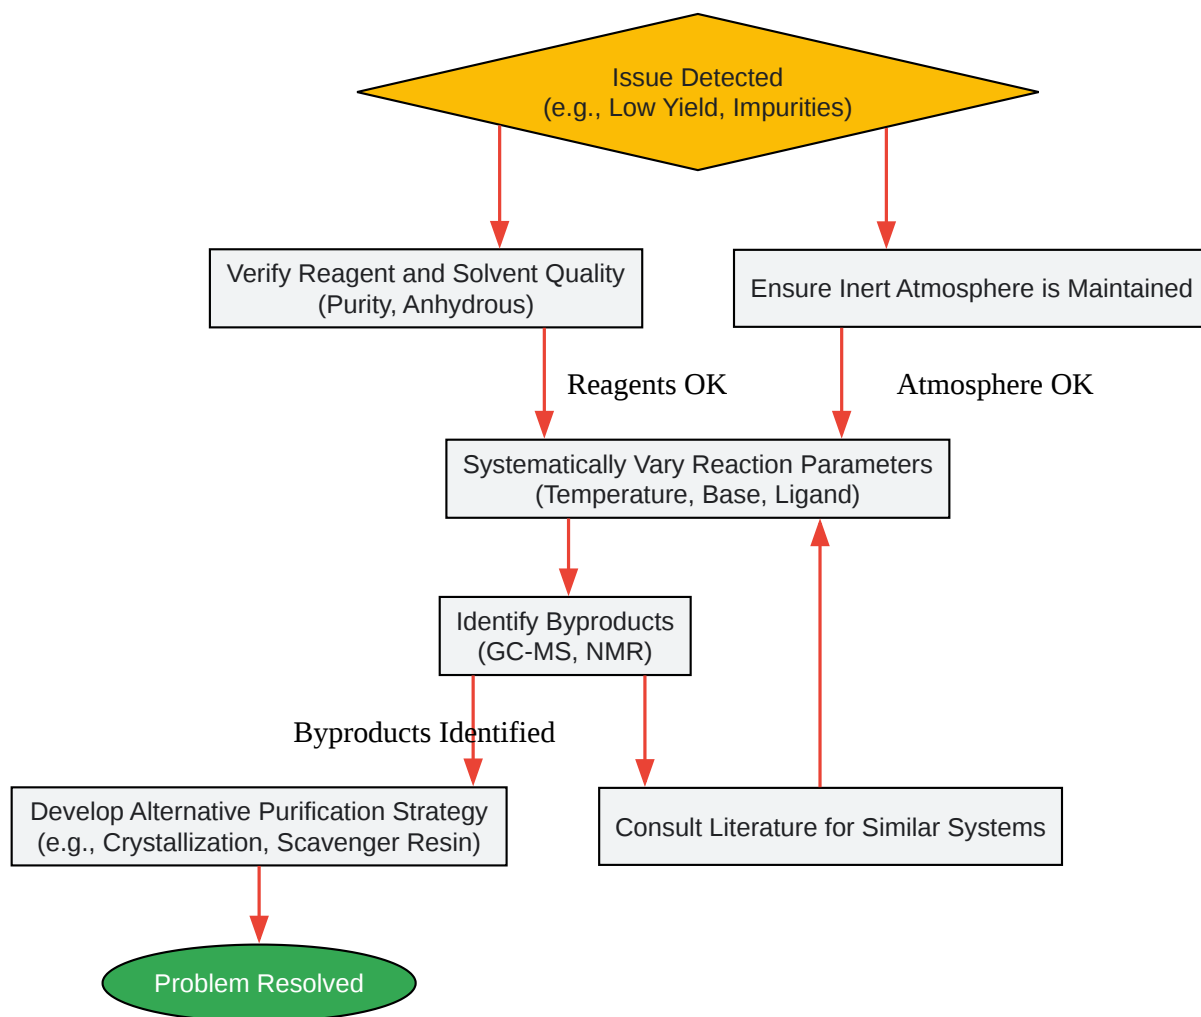 Issue Detected
(e.g., Low Yield, Impurities)
Verify Reagent and Solvent Quality
(Purity, Anhydrous)
Ensure Inert Atmosphere is Maintained
Reagents OK
Atmosphere OK
Systematically Vary Reaction Parameters
(Temperature, Base, Ligand)
Identify Byproducts
(GC-MS, NMR)
Byproducts Identified
Develop Alternative Purification Strategy
(e.g., Crystallization, Scavenger Resin)
Consult Literature for Similar Systems
Problem Resolved